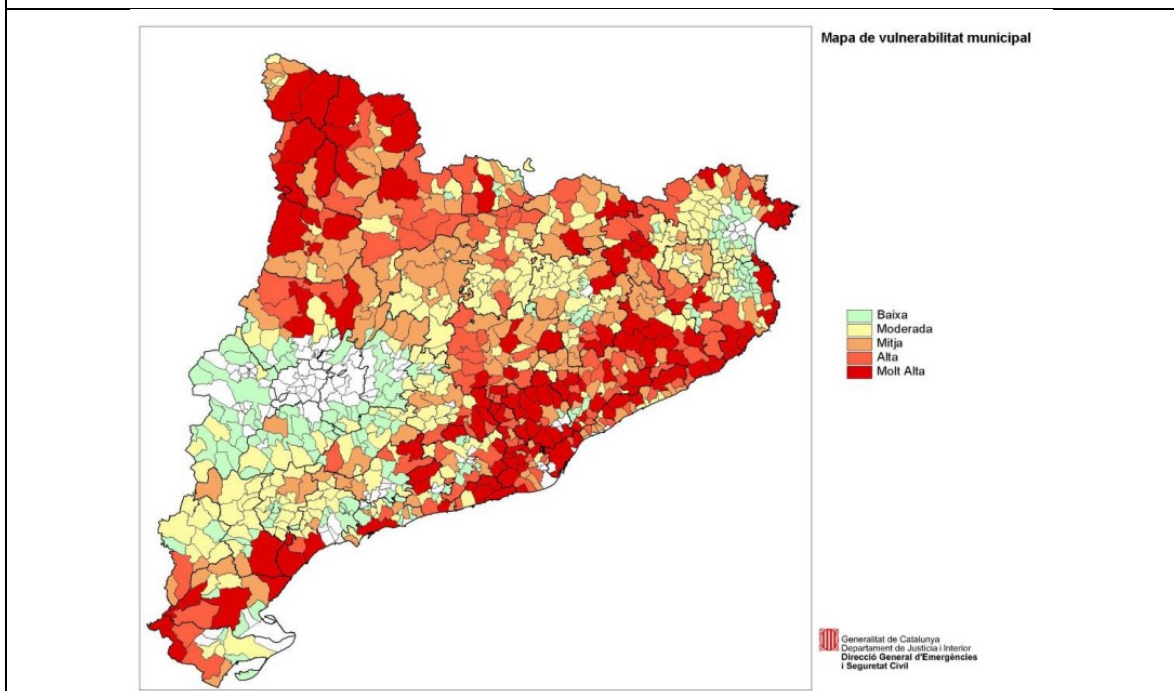 Mapa de vulnerabilitat municipal
Baixa
Moderada
Mitja
Alta
Molt Alta
Generalitat de Catalunya
Departament de Justícia i Interior
Direcció General d'Emergències
i Seguretat Civil